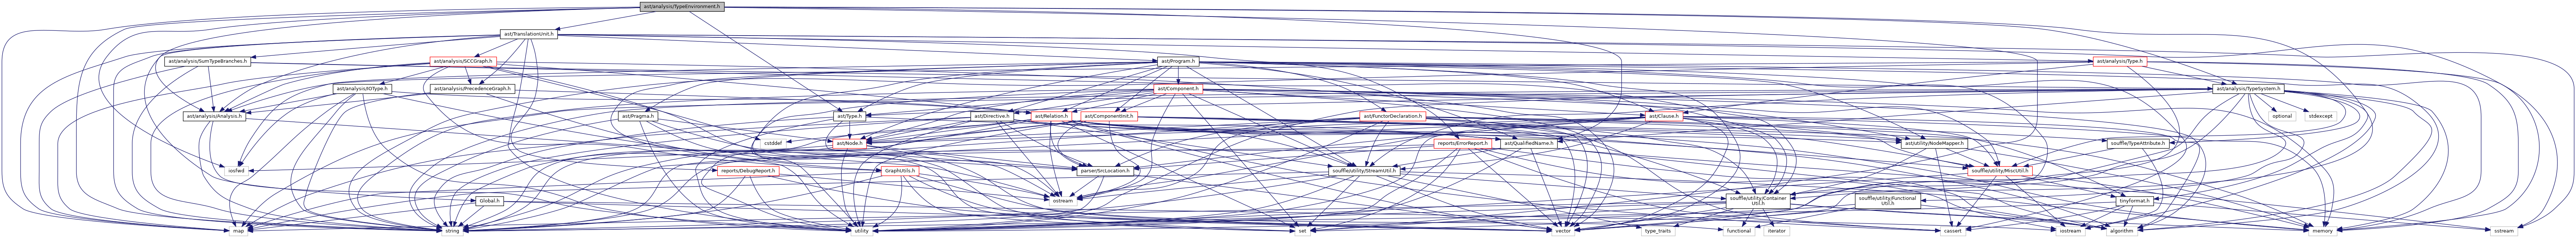 ast/analysis/TypeEnvironment.h
ast/TranslationUnit.h
ast/analysis/SumTypeBranches.h
ast/analysis/SCCGraph.h
ast/Program.h
ast/analysis/Type.h
ast/analysis/IOType.h
ast/analysis/PrecedenceGraph.h
ast/Component.h
ast/analysis/TypeSystem.h
ast/analysis/Analysis.h
ast/Pragma.h
ast/Type.h
ast/Directive.h
ast/Relation.h
ast/ComponentInit.h
ast/FunctorDeclaration.h
ast/Clause.h
optional
stdexcept
cstddef
ast/Node.h
reports/ErrorReport.h
ast/QualifiedName.h
ast/utility/NodeMapper.h
souffle/TypeAttribute.h
iosfwd
reports/DebugReport.h
GraphUtils.h
parser/SrcLocation.h
souffle/utility/StreamUtil.h
souffle/utility/MiscUtil.h
Global.h
ostream
souffle/utility/Container
Util.h
souffle/utility/Functional
Util.h
tinyformat.h
map
string
utility
set
vector
type_traits
functional
iterator
cassert
iostream
algorithm
memory
sstream